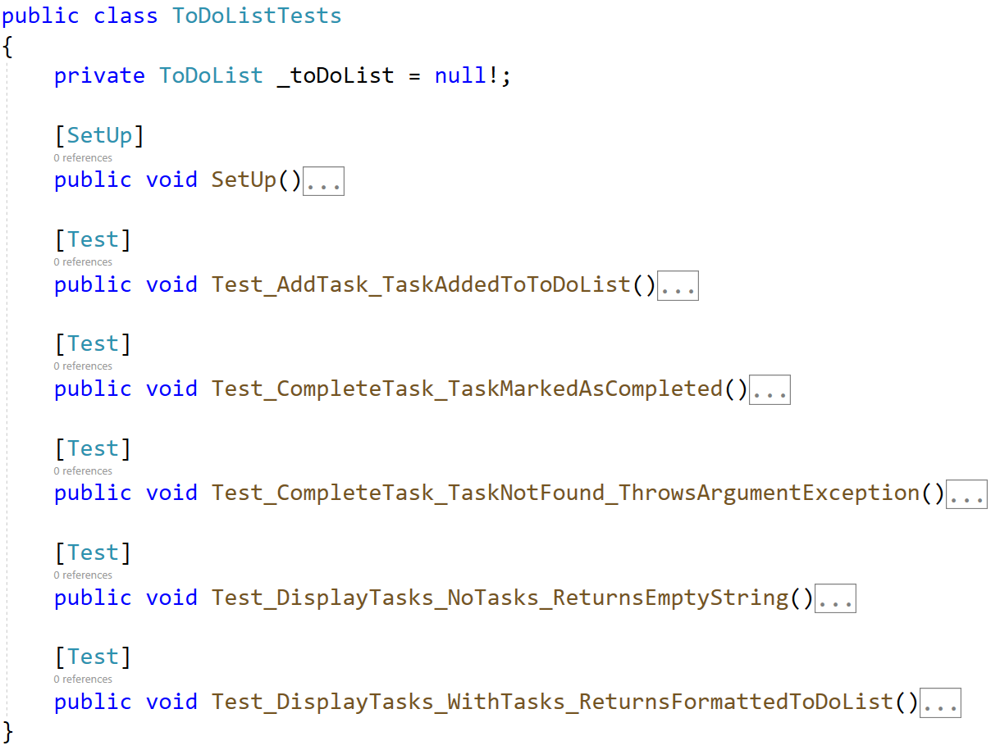 public class ToDoListTests
{
private ToDoList _toDoList = null!;
[SetUp]
0 references
public void SetUp()...
[Test]
0 references
public void Test_AddTask_TaskAddedToToDoList()...
[Test]
0 references
public void Test_CompleteTask_TaskMarkedAsCompleted()...
[Test]
0 references
public void Test_CompleteTask_TaskNotFound_ThrowsArgumentException()...
[Test]
0 references
public void Test_DisplayTasks_NoTasks_ReturnsEmptyString()...
[Test]
0 references
public void Test_DisplayTasks_WithTasks_ReturnsFormattedToDoList()...
}